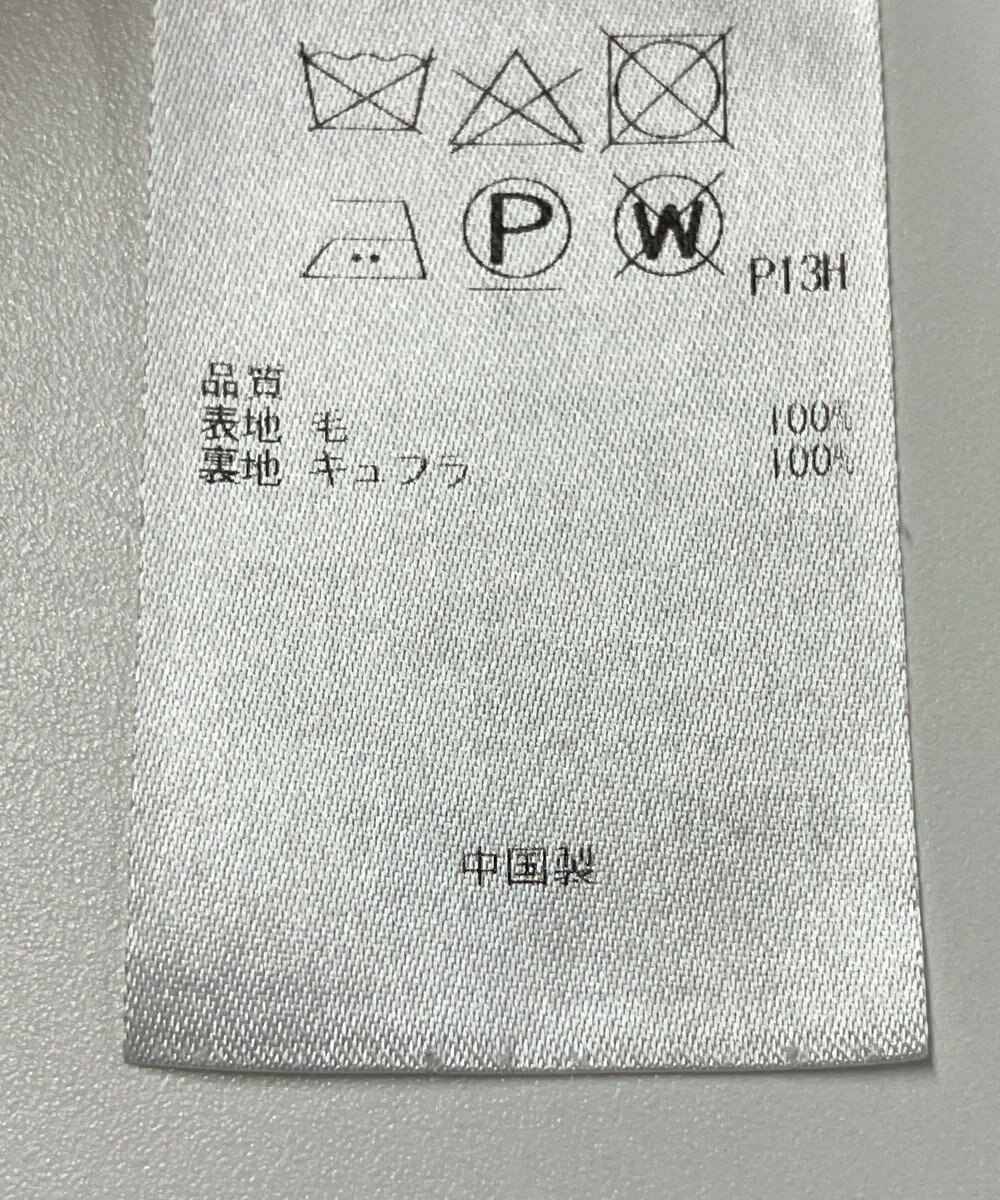 P W P13H
品質
表地 毛 100%
裏地 キュプラ 100%
中国製